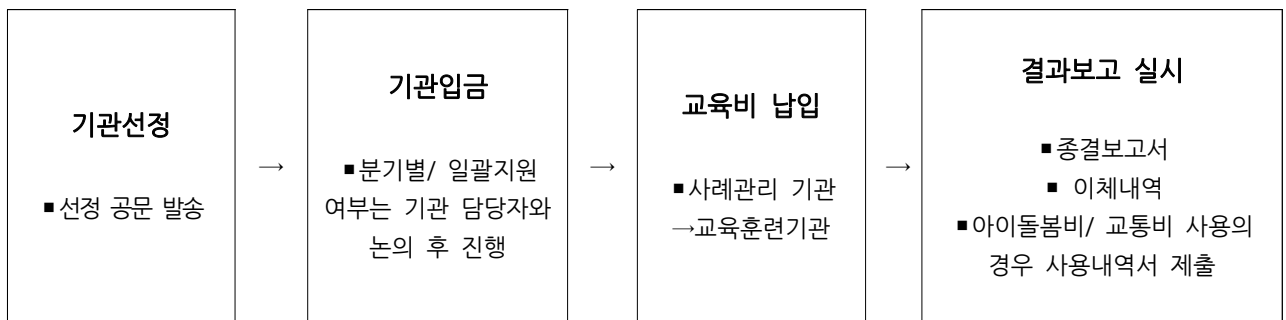 기관선정
■ 선정 공문 발송
→
기관입금
■ 분기별/ 일괄지원
여부는 기관 담당자와
논의 후 진행
→
교육비 납입
■ 사례관리 기관
→교육훈련기관
→
결과보고 실시
■ 종결보고서
■ 이체내역
■ 아이돌봄비/ 교통비 사용의
경우 사용내역서 제출